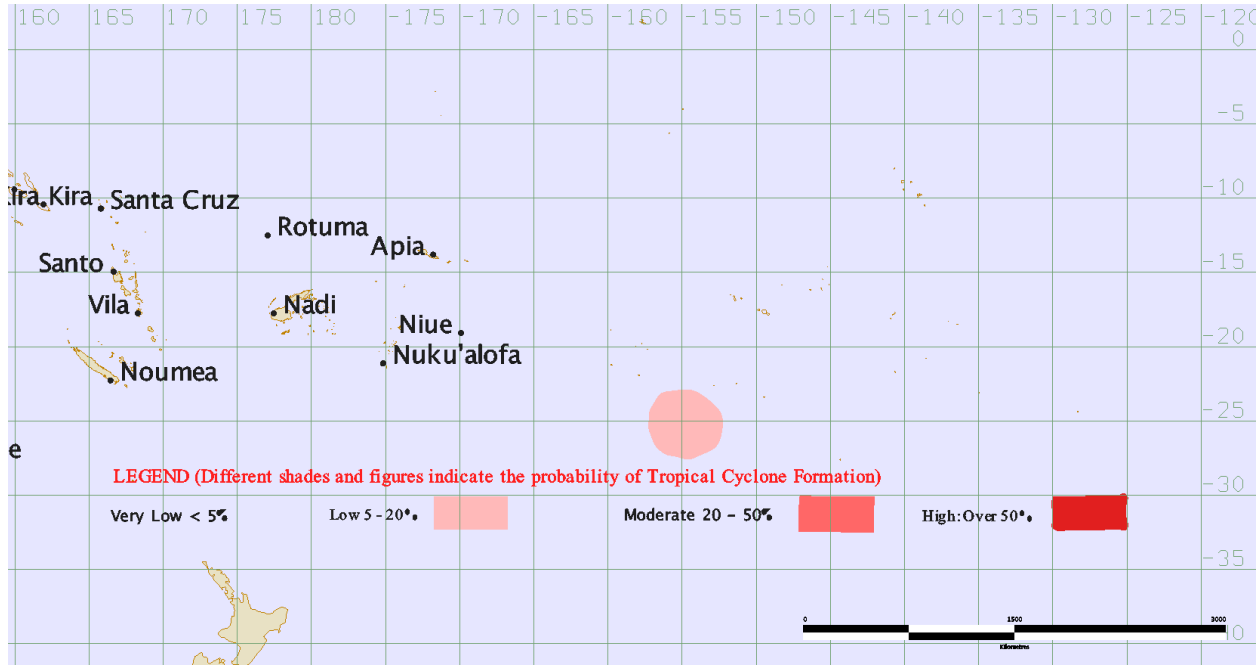 160 165 170 175 180 -175 -170 -160 -155 -150 -145 -140 -135 -130 -125 -120
0
-5
-10
Kira Kira
Santa Cruz
Rotuma
Apia
-15
Santo
Vila
Nadi
Niue
-20
Nuku'alofa
Noumea
-25
e
LEGEND (Different shades and figures indicate the probability of Tropical Cyclone Formation)
-30
Very Low < 5%
Low 5 - 20%
Moderate 20 - 50%
High: Over 50%
-35
0 1500 3000
Kilometres
0